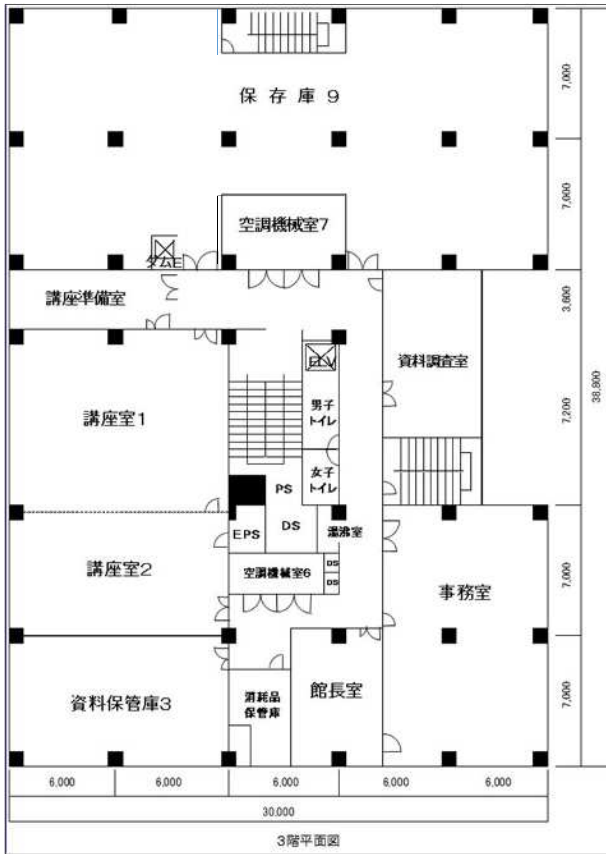 保存庫9
7,000
空調機械室7
7,000
ダムE
講座準備室
3,600
ELV
資料調査室
38,800
講座室1
男子
トイレ
7,200
女子
トイレ
PS
EPS
DS
湯沸室
講座室2
空調機械室6
DS
DS
事務室
7,000
資料保管庫3
消耗品
保管庫
館長室
7,000
6,000
6,000
6,000
6,000
6,000
30.000
3階平面図